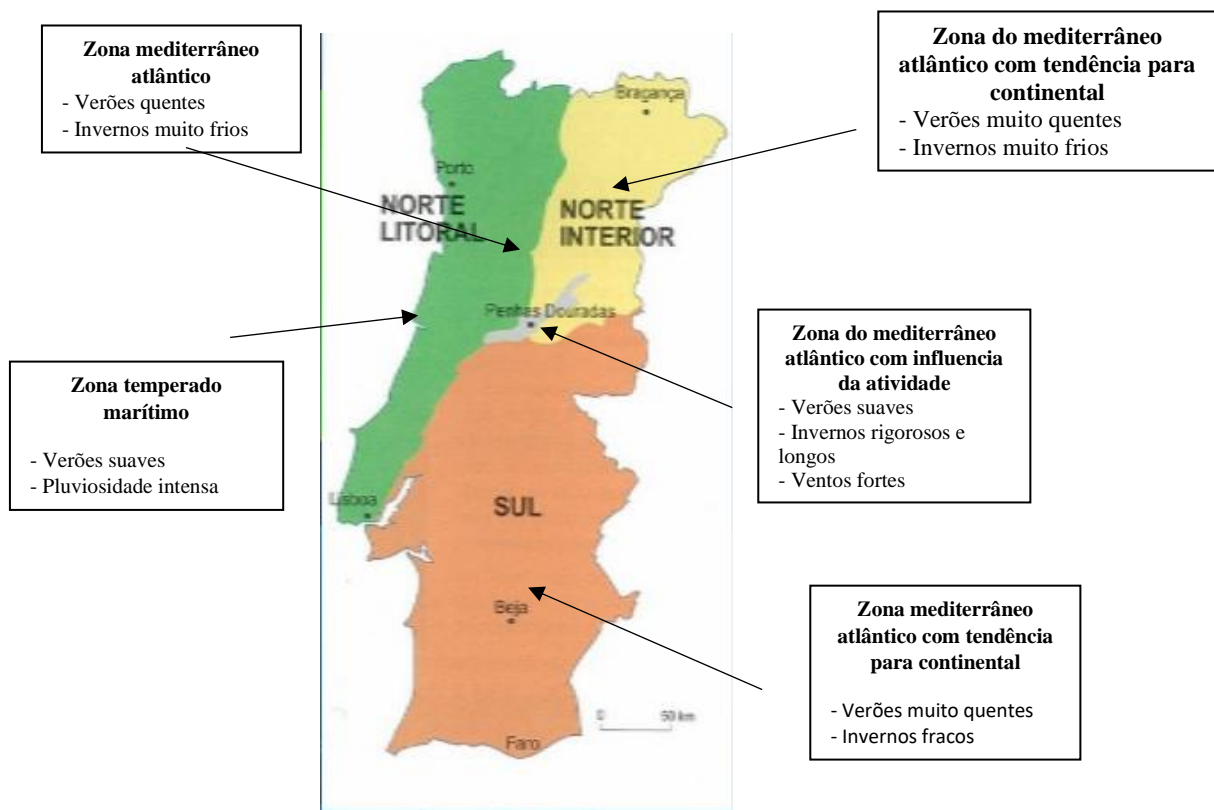 Zona mediterrâneo
atlântico
- Verões quentes
- Invernos muito frios
Zona do mediterrâneo
atlântico com tendência para
continental
- Verões muito quentes
- Invernos muito frios
Bragança
Porto
NORTE
LITORAL
NORTE
INTERIOR
Penhas Douradas
Zona temperado
marítimo
- Verões suaves
- Pluviosidade intensa
Zona do mediterrâneo
atlântico com influencia
da atividade
- Verões suaves
- Invernos rigorosos e
longos
- Ventos fortes
Lisboa
SUL
Beja
Zona mediterrâneo
atlântico com tendência
para continental
- Verões muito quentes
- Invernos fracos
0 50 km
Faro